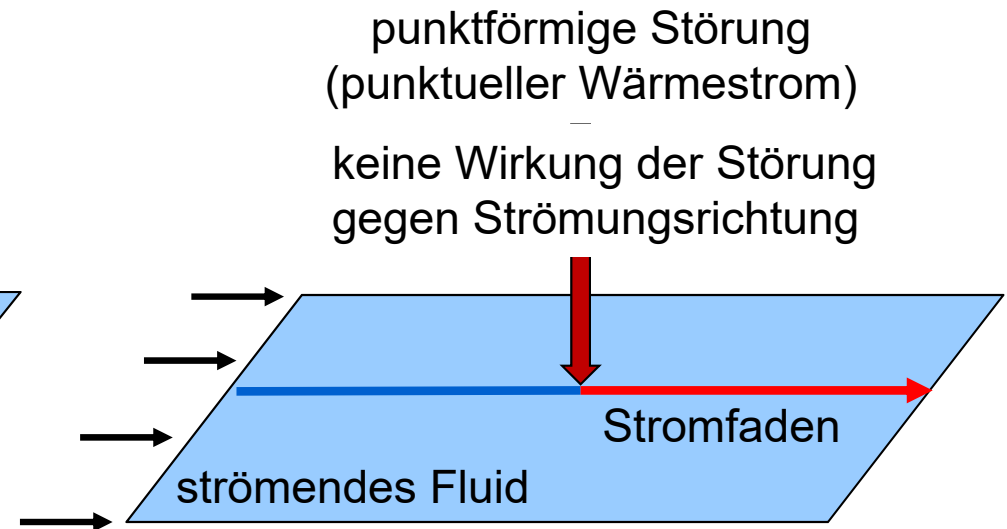 punktförmige Störung
(punktueller Wärmestrom)
keine Wirkung der Störung
gegen Strömungsrichtung
Stromfaden
strömendes Fluid